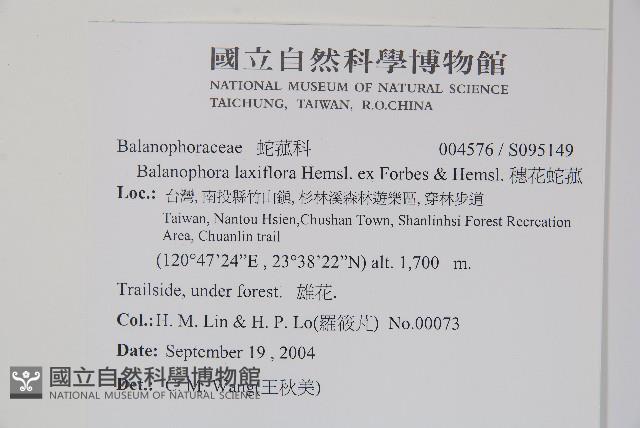 國立自然科學博物館
NATIONAL MUSEUM OF NATURAL SCIENCE
TAICHUNG, TAIWAN, R.O.CHINA
Balanophoraceae 蛇菰科 004576 / S095149
Balanophora laxiflora Hemsl. ex Forbes & Hemsl. 穗花蛇菰
Loc.: 台灣, 南投縣竹山鎮, 杉林溪森林遊樂區, 穿林步道
Taiwan, Nantou Hsien,Chushan Town, Shanlinhsi Forest Recreation
Area, Chuanlin trail
(120°47'24”E , 23°38'22”N) alt. 1,700 m.
Trailside, under forest. 雄花.
Col.:H. M. Lin & H. P. Lo(羅筱芃) No.00073
Date: September 19 , 2004
Det.: C. M. Wang(王秋美)
國立自然科學博物館
NATIONAL MUSEUM OF NATURAL SCIENCE